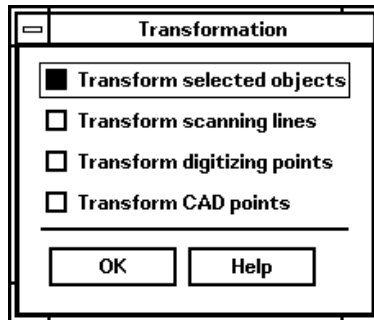 Transformation
Transform selected objects
Transform scanning lines
Transform digitizing points
Transform CAD points
OK Help